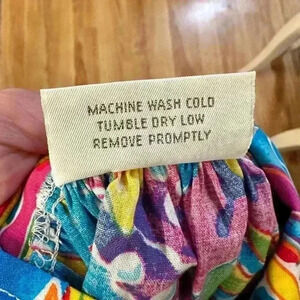 MACHINE WASH COLD
TUMBLE DRY LOW
REMOVE PROMPTLY